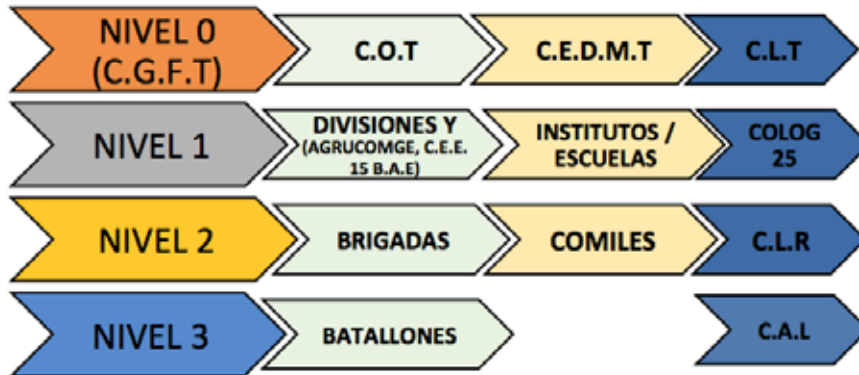 NIVEL 0
(C.G.F.T)
C.O.T
C.E.D.M.T
C.L.T
NIVEL 1
DIVISIONES Y
(AGRUCOMGE, C.E.E.
15 B.A.E)
INSTITUTOS /
ESCUELAS
COLOG
25
NIVEL 2
BRIGADAS
COMILES
C.L.R
NIVEL 3
BATALLONES
C.A.L